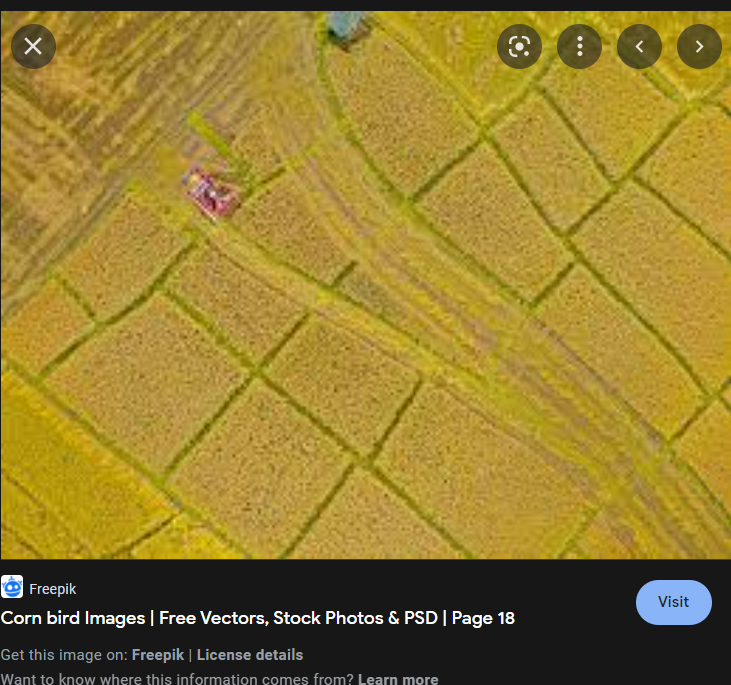 Freepik
Visit
Corn bird Images | Free Vectors, Stock Photos & PSD | Page 18
Get this image on: Freepik | License details
Want to know where this information comes from? Learn more